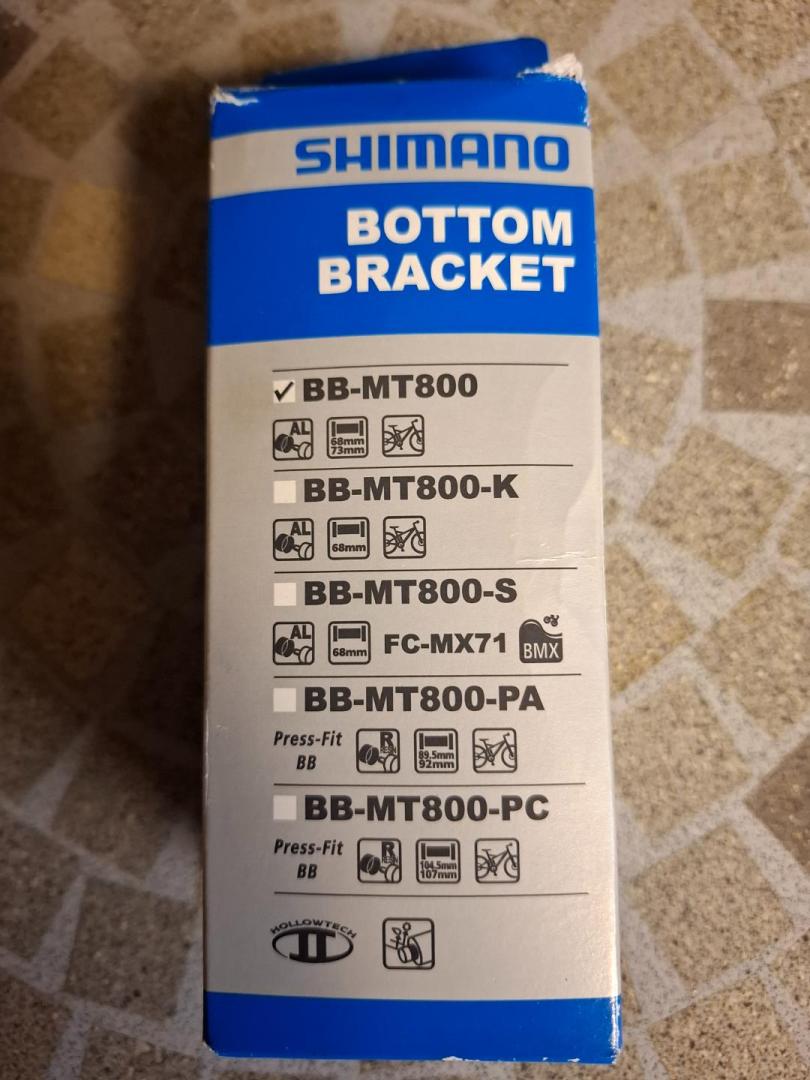 SHIMANO
BOTTOM
BRACKET
BB-MT800
AL
68mm
73mm
BB-MT800-K
AL
68mm
BB-MT800-S
AL
68mm
FC-MX71
BMX
BB-MT800-PA
Press-Fit
BB
R
RESIN
89.5mm
92mm
BB-MT800-PC
Press-Fit
BB
R
RESIN
104.5mm
107mm
HOLLOWTECH
II